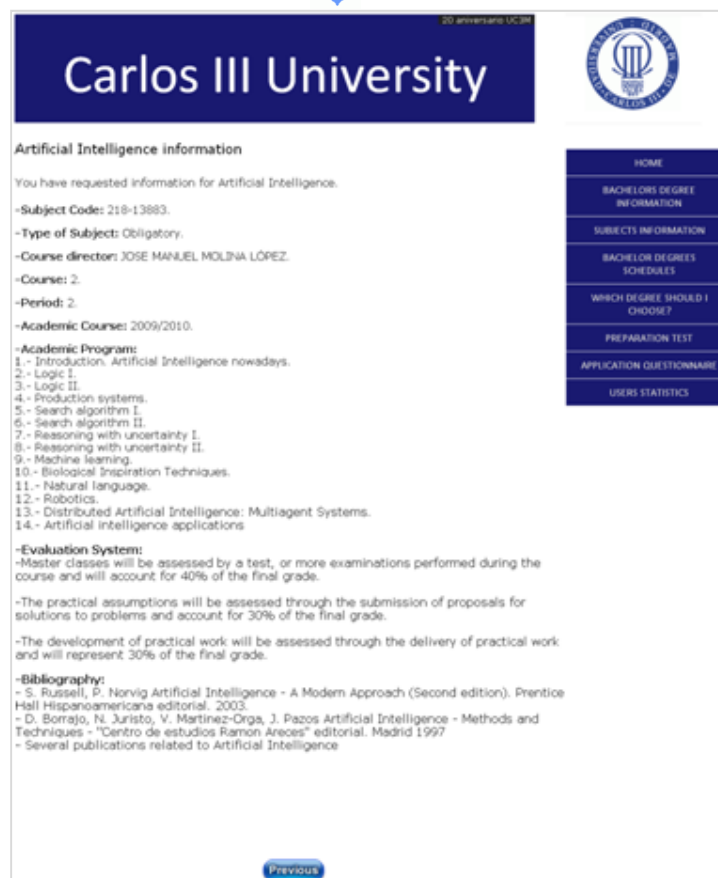 20 aniversario UC3M
Carlos III University
UNIVERSIDAD · CARLOS III · DE MADRID
Artificial Intelligence information
You have requested information for Artificial Intelligence.
-Subject Code: 218-13883.
-Type of Subject: Obligatory.
-Course director: JOSE MANUEL MOLINA LÓPEZ.
-Course: 2.
-Period: 2.
-Academic Course: 2009/2010.
-Academic Program:
1.- Introduction. Artificial Intelligence nowadays.
2.- Logic I.
3.- Logic II.
4.- Production systems.
5.- Search algorithm I.
6.- Search algorithm II.
7.- Reasoning with uncertainty I.
8.- Reasoning with uncertainty II.
9.- Machine learning.
10.- Biological Inspiration Techniques.
11.- Natural language.
12.- Robotics.
13.- Distributed Artificial Intelligence: Multiagent Systems.
14.- Artificial intelligence applications
-Evaluation System:
-Master classes will be assessed by a test, or more examinations performed during the
course and will account for 40% of the final grade.
-The practical assumptions will be assessed through the submission of proposals for
solutions to problems and account for 30% of the final grade.
-The development of practical work will be assessed through the delivery of practical work
and will represent 30% of the final grade.
-Bibliography:
- S. Russell, P. Norvig Artificial Intelligence - A Modern Approach (Second edition). Prentice
Hall Hispanoamericana editorial. 2003.
- D. Borrajo, N. Juristo, V. Martinez-Orga, J. Pazos Artificial Intelligence - Methods and
Techniques - "Centro de estudios Ramon Areces" editorial. Madrid 1997
- Several publications related to Artificial Intelligence
Previous
HOME
BACHELORS DEGREE
INFORMATION
SUBJECTS INFORMATION
BACHELOR DEGREES
SCHEDULES
WHICH DEGREE SHOULD I
CHOOSE?
PREPARATION TEST
APPLICATION QUESTIONNAIRE
USERS STATISTICS